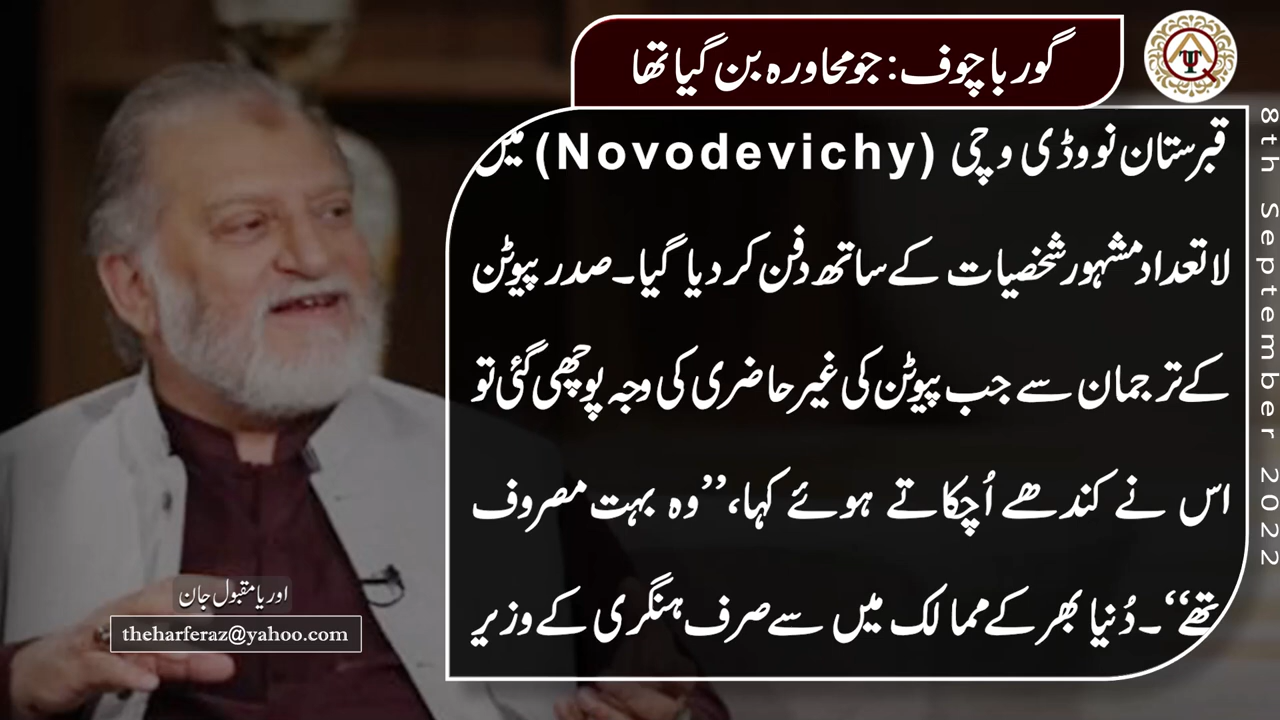 گورباچوف: جو محاورہ بن گیا تھا
قبرستان نووڈی وچی (Novodevichy) میں
لاتعداد مشہور شخصیات کے ساتھ دفن کر دیا گیا۔ صدر پیوٹن
کے ترجمان سے جب پیوٹن کی غیر حاضری کی وجہ پوچھی گئی تو
اس نے کندھے اُچکاتے ہوئے کہا، ’’وہ بہت مصروف
تھے‘‘۔ دُنیا بھر کے ممالک میں سے صرف ہنگری کے وزیر
8th September 2022
اوریا مقبول جان
theharferaz@yahoo.com